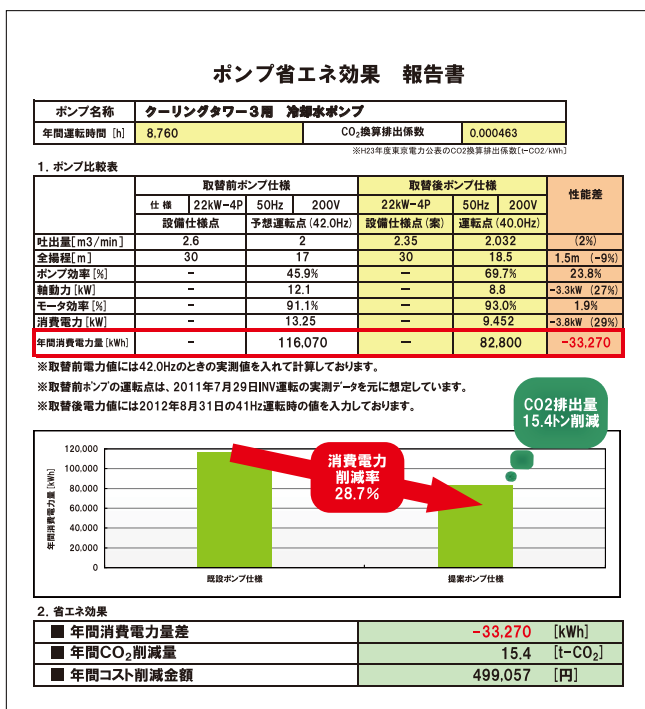 ポンプ省エネ効果 報告書
ポンプ名称 クーリングタワー3用 冷却水ポンプ
年間運転時間 [h] 8,760 CO2換算排出係数 0.000463
※H23年度東京電力公表のCO2換算排出係数[t-CO2/kWh]
1. ポンプ比較表
取替前ポンプ仕様 取替後ポンプ仕様 性能差
仕 様 22kW-4P 50Hz 200V 22kW-4P 50Hz 200V
設備仕様点 予想運転点(42.0Hz) 設備仕様点(案) 運転点(40.0Hz)
吐出量[m3/min] 2.6 2 2.35 2.032 (2%)
全揚程[m] 30 17 30 18.5 1.5m (-9%)
ポンプ効率[%] - 45.9% - 69.7% 23.8%
軸動力[kW] - 12.1 - 8.8 -3.3kW (27%)
モータ効率[%] - 91.1% - 93.0% 1.9%
消費電力[kW] - 13.25 - 9.452 -3.8kW (29%)
年間消費電力量[kWh] - 116,070 - 82,800 -33,270
※取替前電力値には42.0Hzのときの実測値を入れて計算しております。
※取替前ポンプの運転点は、2011年7月29日INV運転の実測データを元に想定しています。
※取替後電力値には2012年8月31日の41Hz運転時の値を入力しております。
CO2排出量
15.4トン削減
年間消費電力量[kWh]
120,000
100,000
80,000
60,000
40,000
20,000
0
消費電力
削減率
28.7%
既設ポンプ仕様 提案ポンプ仕様
2. 省エネ効果
■ 年間消費電力量差 -33,270 [kWh]
■ 年間CO2削減量 15.4 [t-CO2]
■ 年間コスト削減金額 499,057 [円]